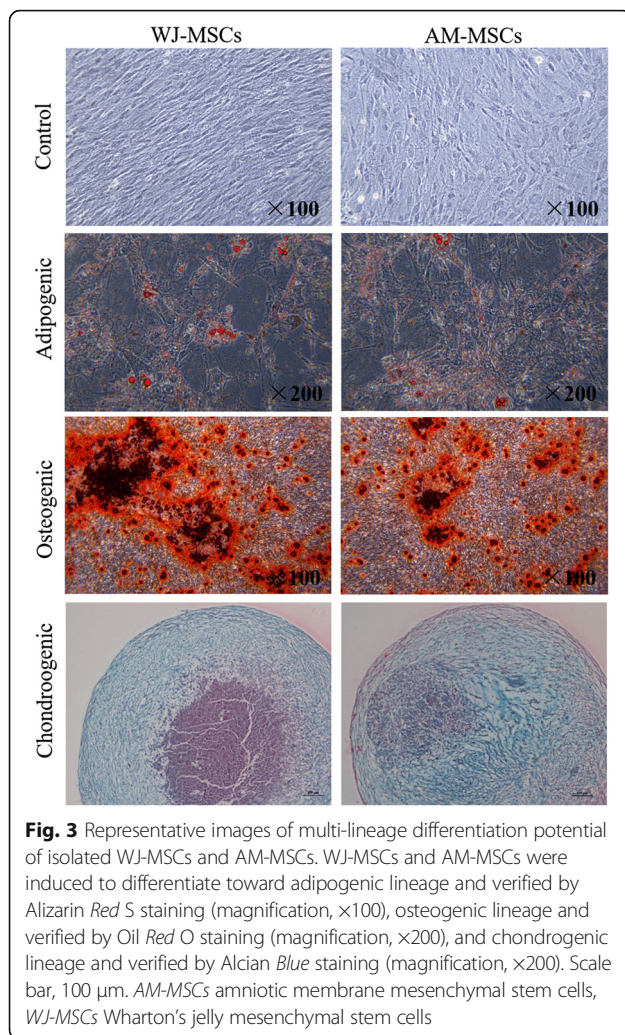 WJ-MSCs AM-MSCs
Control
×100 ×100
Adipogenic
×200 ×200
Osteogenic
×100 ×100
Chondroogenic
Fig. 3 Representative images of multi-lineage differentiation potential
of isolated WJ-MSCs and AM-MSCs. WJ-MSCs and AM-MSCs were
induced to differentiate toward adipogenic lineage and verified by
Alizarin Red S staining (magnification, ×100), osteogenic lineage and
verified by Oil Red O staining (magnification, ×200), and chondrogenic
lineage and verified by Alcian Blue staining (magnification, ×200). Scale
bar, 100 μm. AM-MSCs amniotic membrane mesenchymal stem cells,
WJ-MSCs Wharton's jelly mesenchymal stem cells